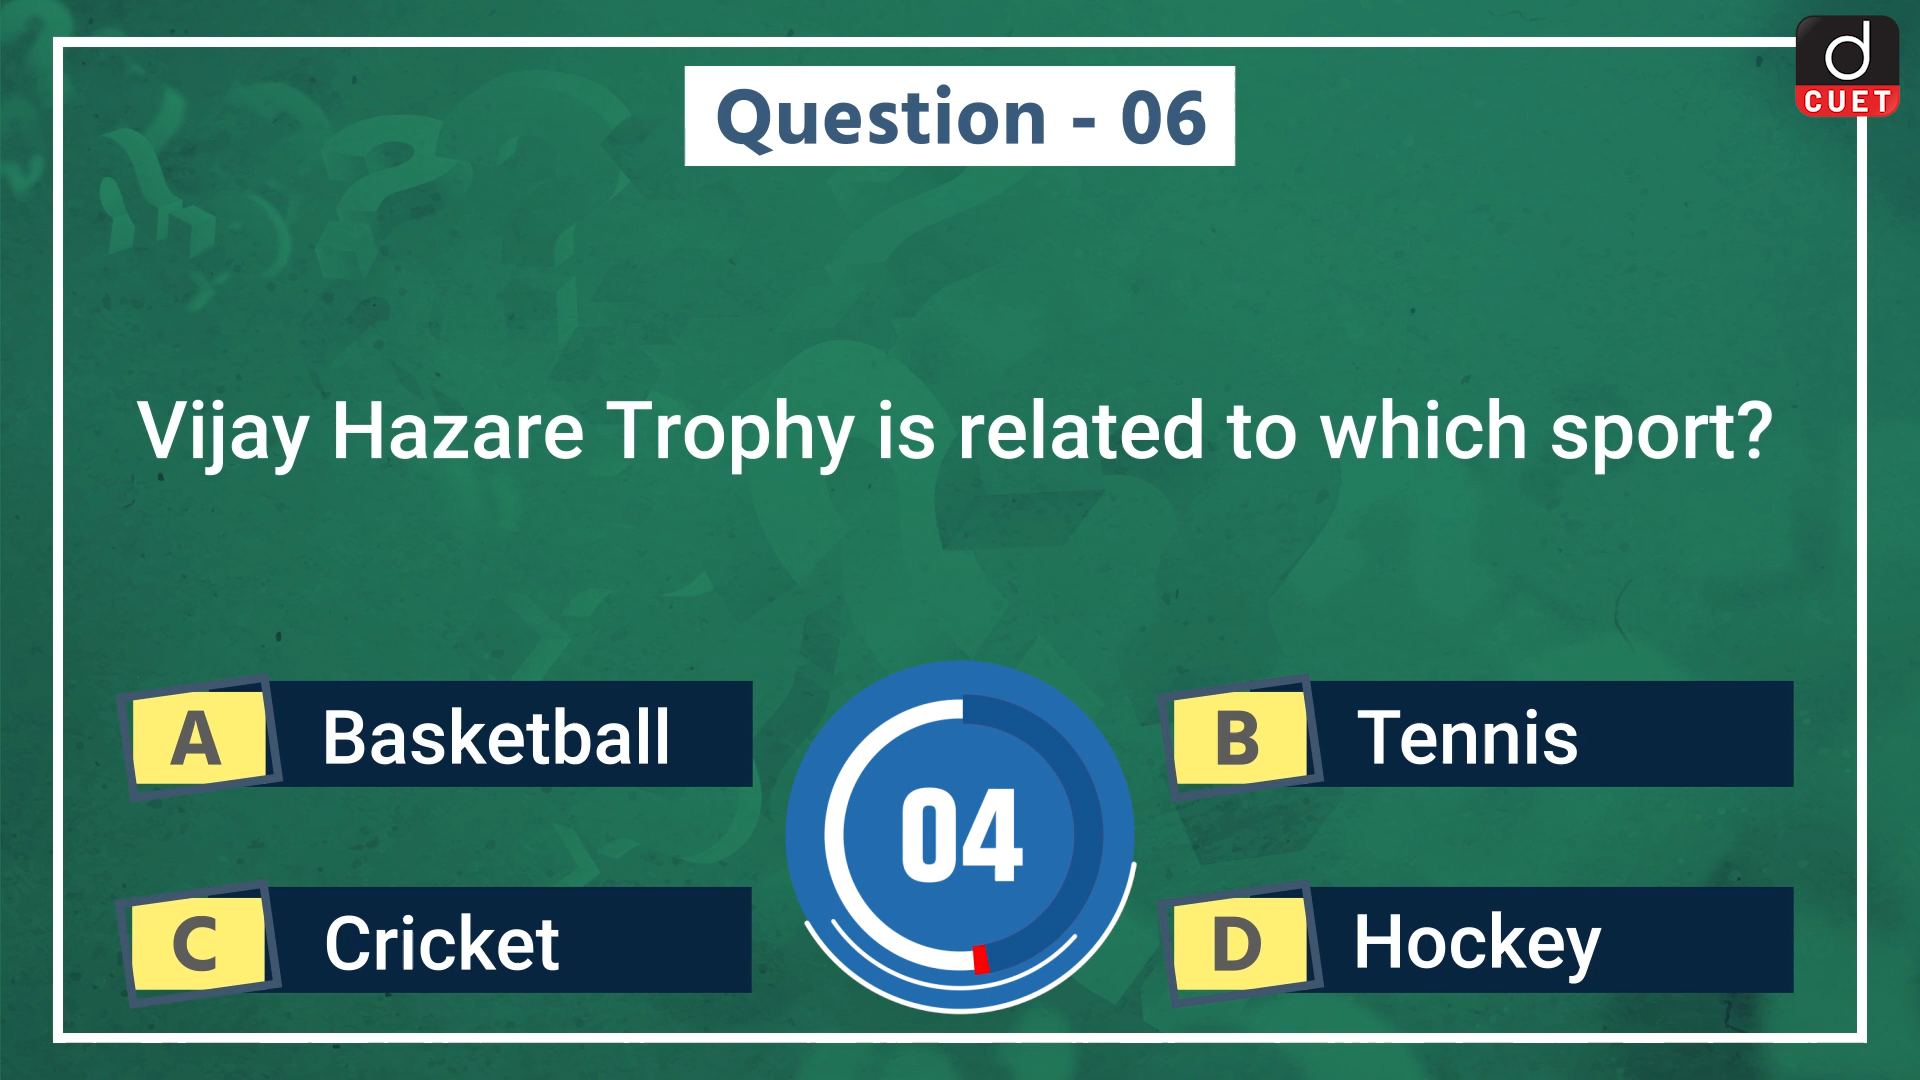 d
CUET
Question - 06
Vijay Hazare Trophy is related to which sport?
A Basketball
B Tennis
04
C Cricket
D Hockey